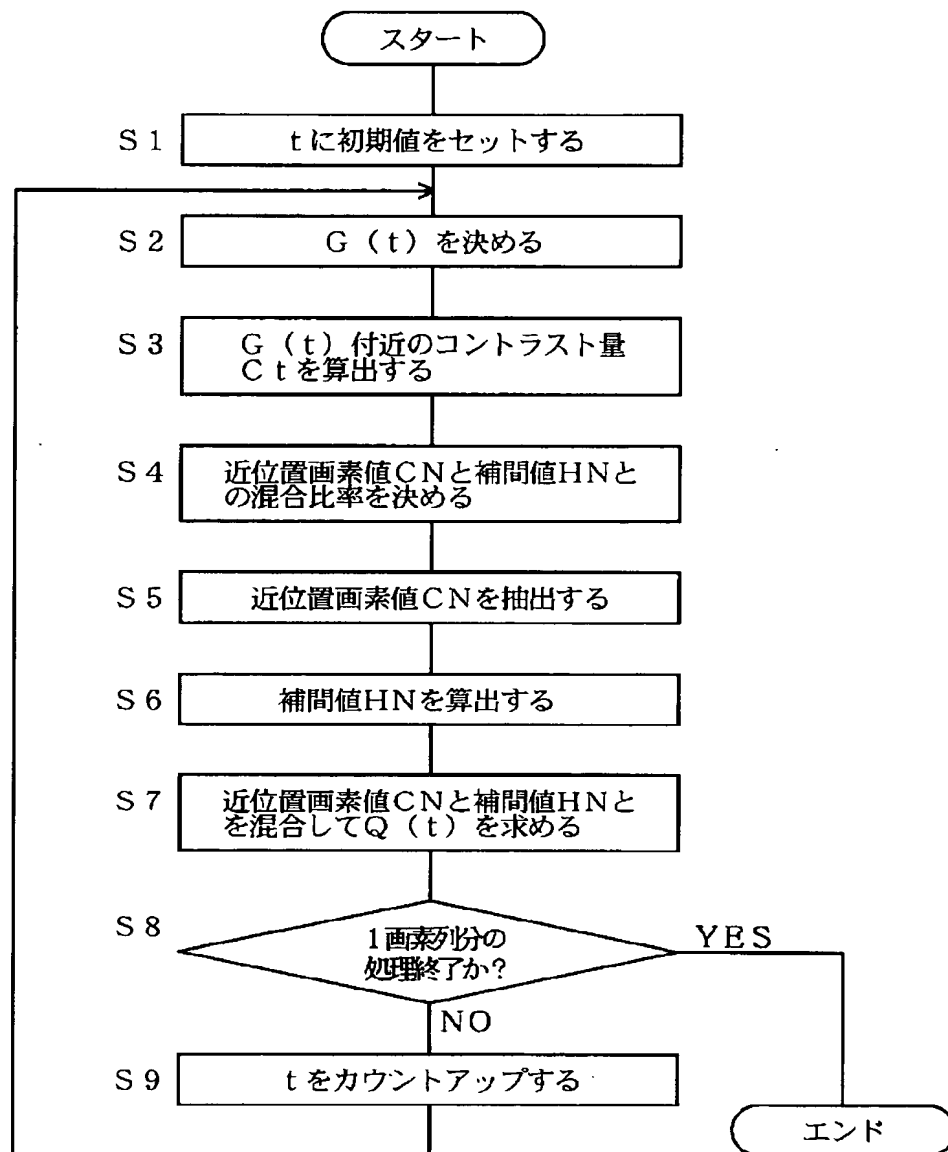 スタート
S1 tに初期値をセットする
S2 G(t)を決める
S3 G(t)付近のコントラスト量
Ctを算出する
S4 近位置画素値CNと補間値HNと
の混合比率を決める
S5 近位置画素値CNを抽出する
S6 補間値HNを算出する
S7 近位置画素値CNと補間値HNと
を混合してQ(t)を求める
S8 1画素列分の
処理終了か?
YES
NO
S9 tをカウントアップする
エンド